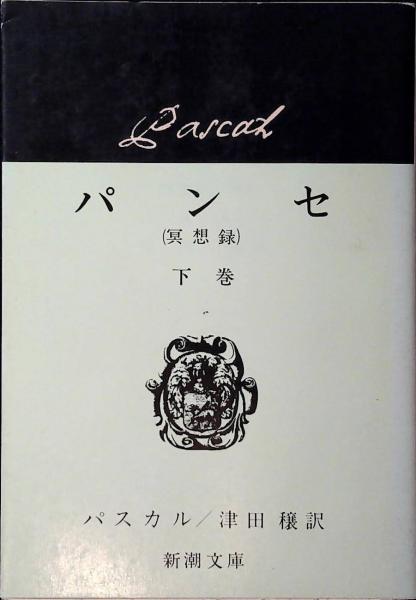 Pascal
パンセ
(冥想録)
下巻
パスカル/津田穣訳
新潮文庫